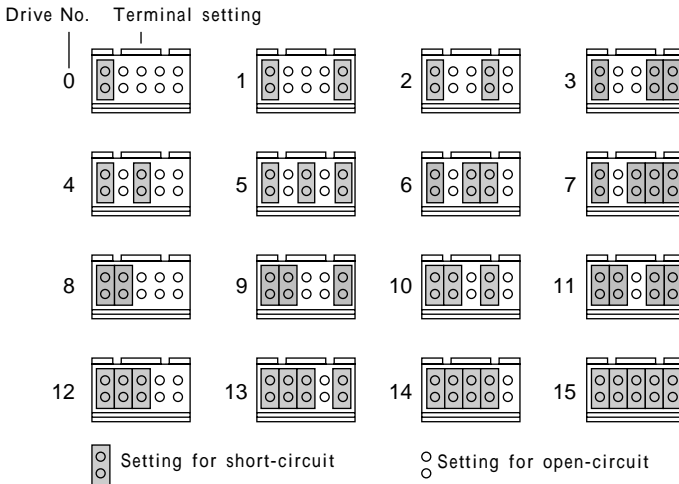 Drive No. Terminal setting
0 1 2 3
4 5 6 7
8 9 10 11
12 13 14 15
Setting for short-circuit Setting for open-circuit